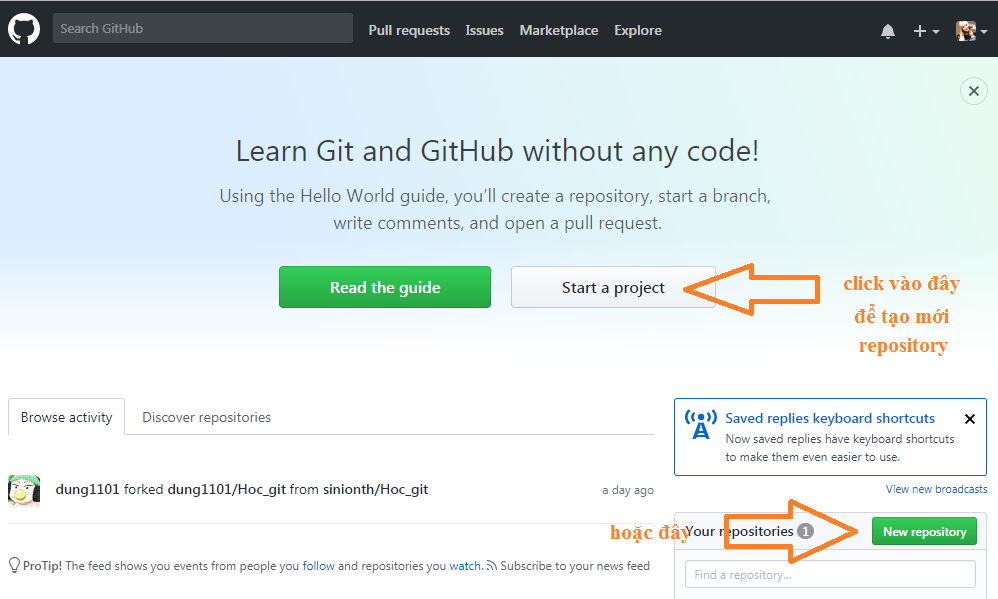 Search GitHub
Pull requests Issues Marketplace Explore
Learn Git and GitHub without any code!
Using the Hello World guide, you’ll create a repository, start a branch,
write comments, and open a pull request.
Read the guide
Start a project
click vào đây
để tạo mới
repository
Browse activity
Discover repositories
dung1101 forked dung1101/Hoc_git from sinionth/Hoc_git
a day ago
ProTip! The feed shows you events from people you follow and repositories you watch. Subscribe to your news feed
Saved replies keyboard shortcuts
Now saved replies have keyboard shortcuts
to make them even easier to use.
View new broadcasts
hoặc đây
Your repositories 1
New repository
Find a repository...